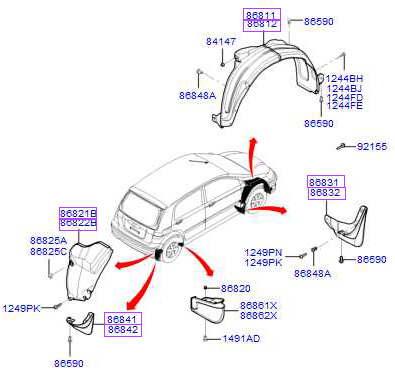 86811
86812
86590
84147
86848A
1244BH
1244BJ
1244FD
1244FE
86590
92155
86831
86832
86821B
86822B
86825A
86825C
1249PN
1249PK
86848A
86590
1249PK
86820
86861X
86862X
86841
86842
1491AD
86590